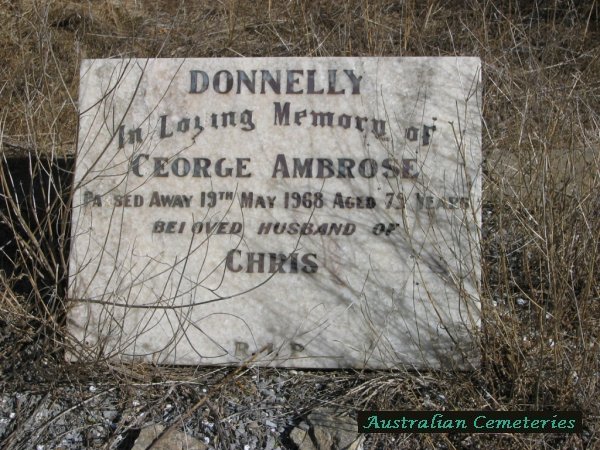 DONNELLY
In Loving Memory of
GEORGE AMBROSE
PASSED AWAY 19TH MAY 1968 AGED 79 YEARS
BELOVED HUSBAND OF
CHRIS
R.I.P.
Australian Cemeteries